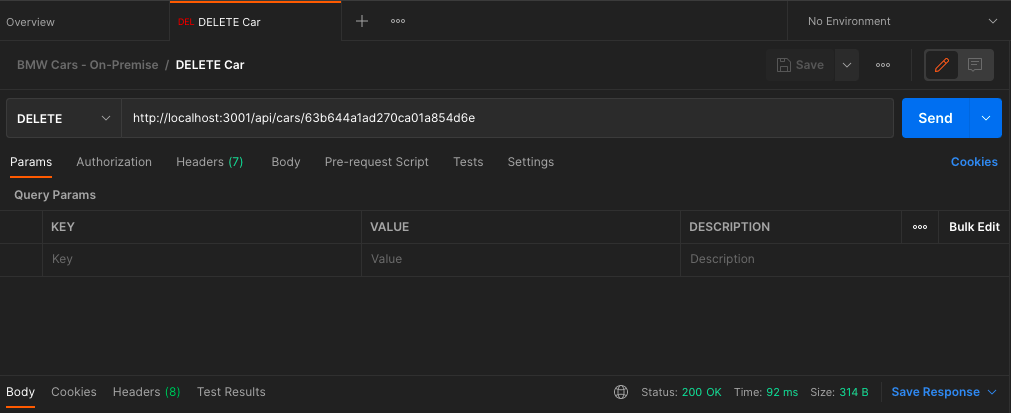 Overview
DEL DELETE Car
No Environment
BMW Cars - On-Premise / DELETE Car
Save
DELETE
http://localhost:3001/api/cars/63b644a1ad270ca01a854d6e
Send
Params Authorization Headers (7) Body Pre-request Script Tests Settings Cookies
Query Params
KEY VALUE DESCRIPTION Bulk Edit
Key Value Description
Body Cookies Headers (8) Test Results Status: 200 OK Time: 92 ms Size: 314 B Save Response